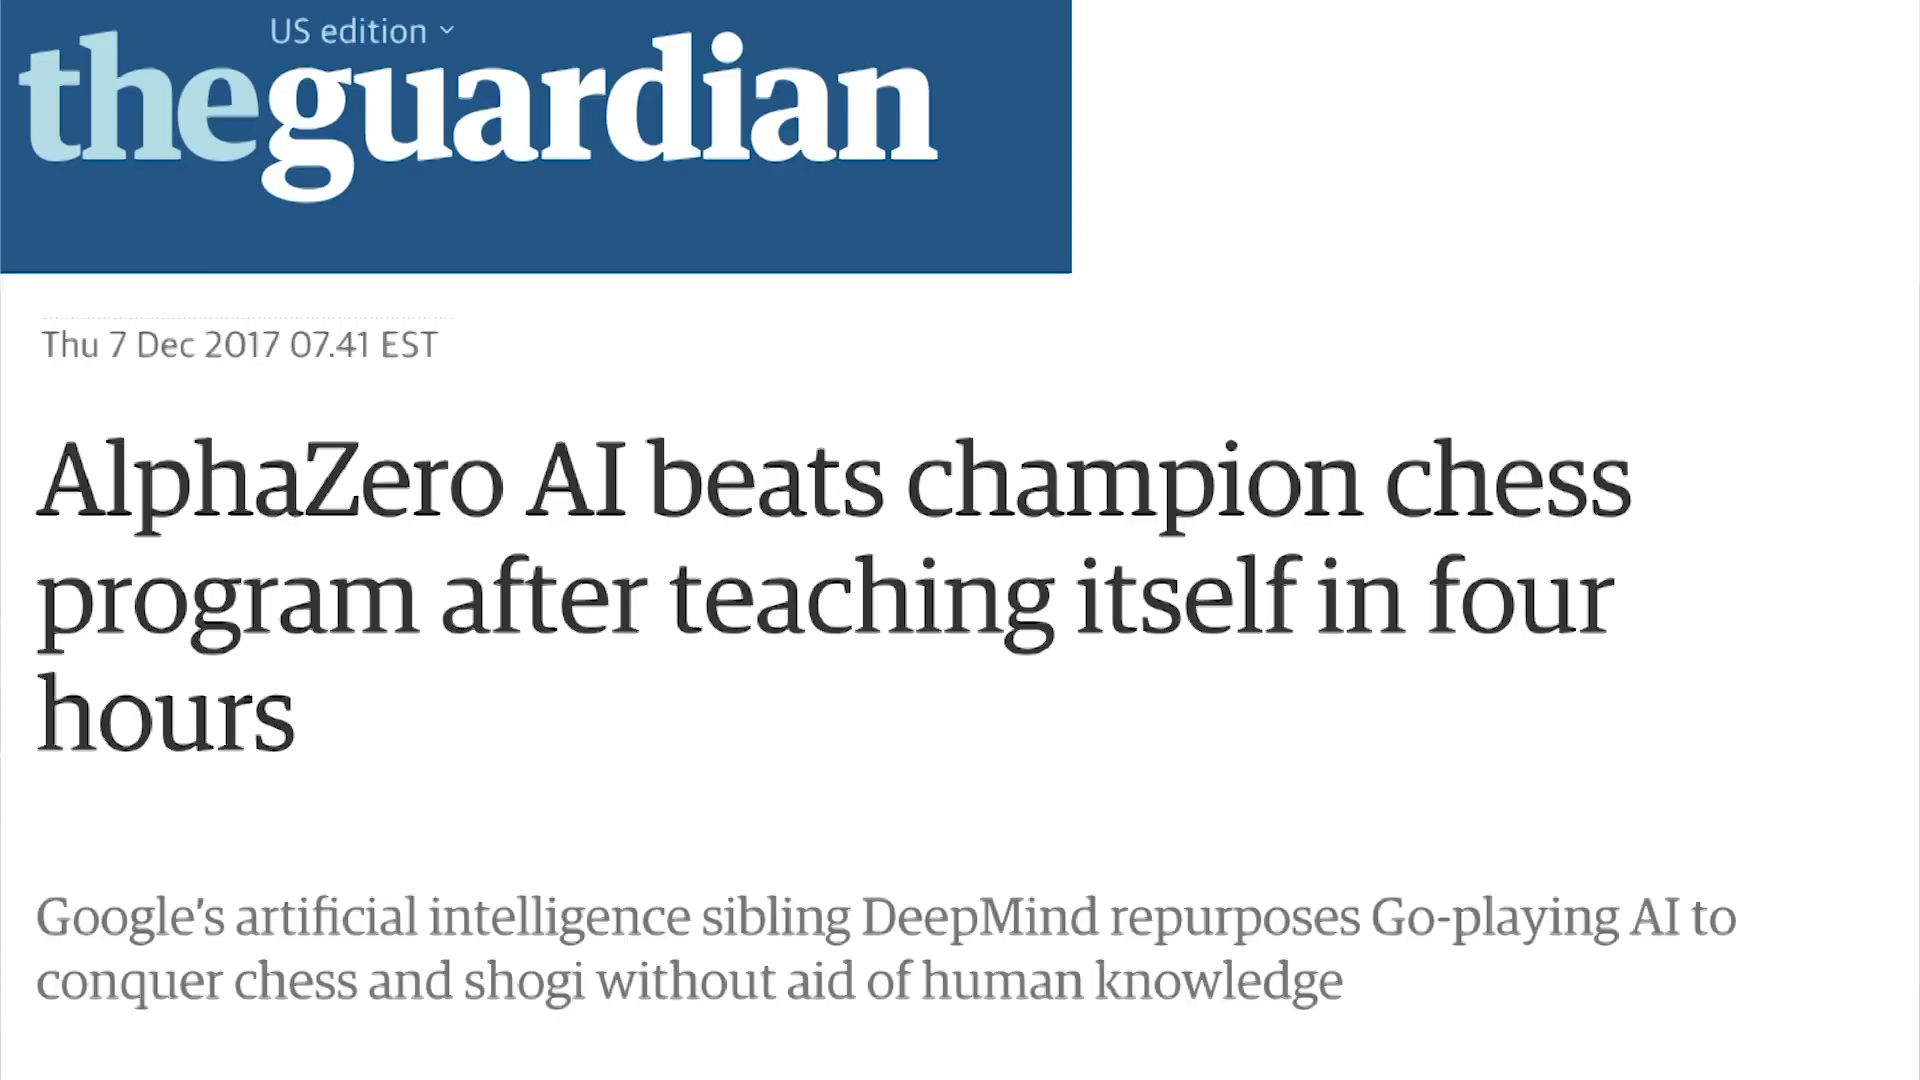 US edition
theguardian
Thu 7 Dec 2017 07.41 EST
AlphaZero AI beats champion chess
program after teaching itself in four
hours
Google's artificial intelligence sibling DeepMind repurposes Go-playing AI to
conquer chess and shogi without aid of human knowledge